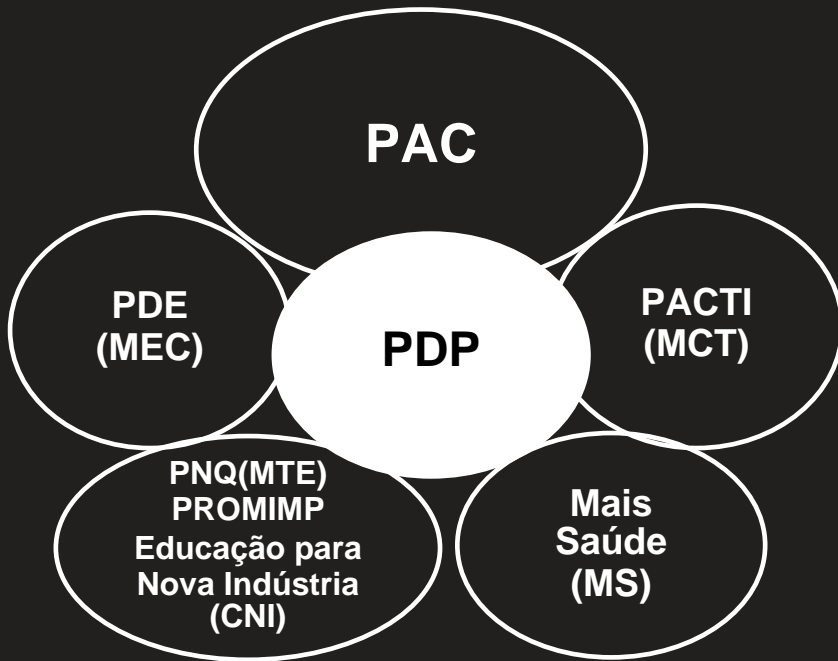 PAC
PDE
(MEC)
PDP
PACTI
(MCT)
PNQ(MTE)
PROMIMP
Educação para
Nova Indústria
(CNI)
Mais
Saúde
(MS)